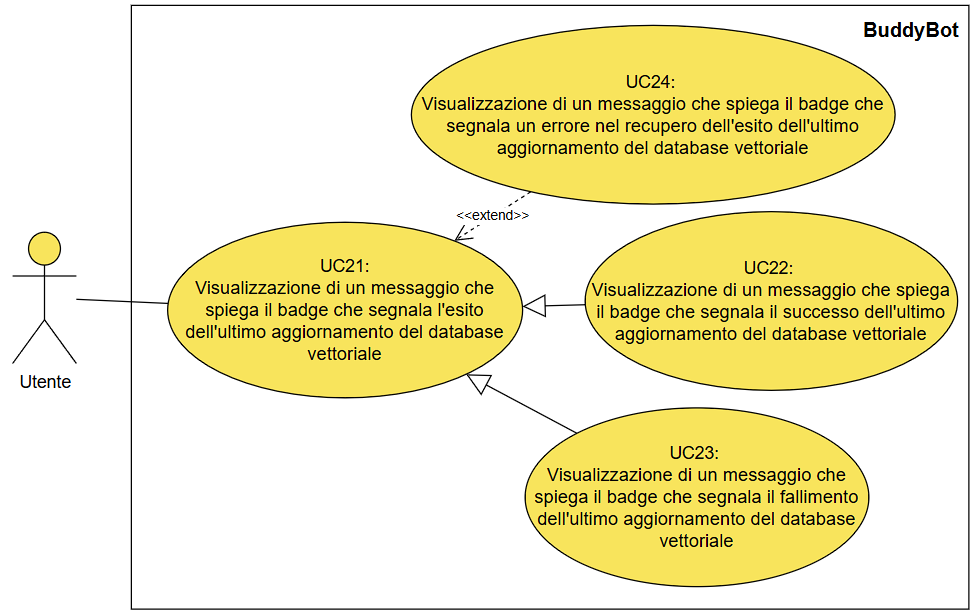 BuddyBot
UC24:
Visualizzazione di un messaggio che spiega il badge che
segnala un errore nel recupero dell'esito dell'ultimo
aggiornamento del database vettoriale
<<extend>>
UC21:
Visualizzazione di un messaggio che
spiega il badge che segnala l'esito
dell'ultimo aggiornamento del database
vettoriale
UC22:
Visualizzazione di un messaggio che spiega
il badge che segnala il successo dell'ultimo
aggiornamento del database vettoriale
Utente
UC23:
Visualizzazione di un messaggio che
spiega il badge che segnala il fallimento
dell'ultimo aggiornamento del database
vettoriale